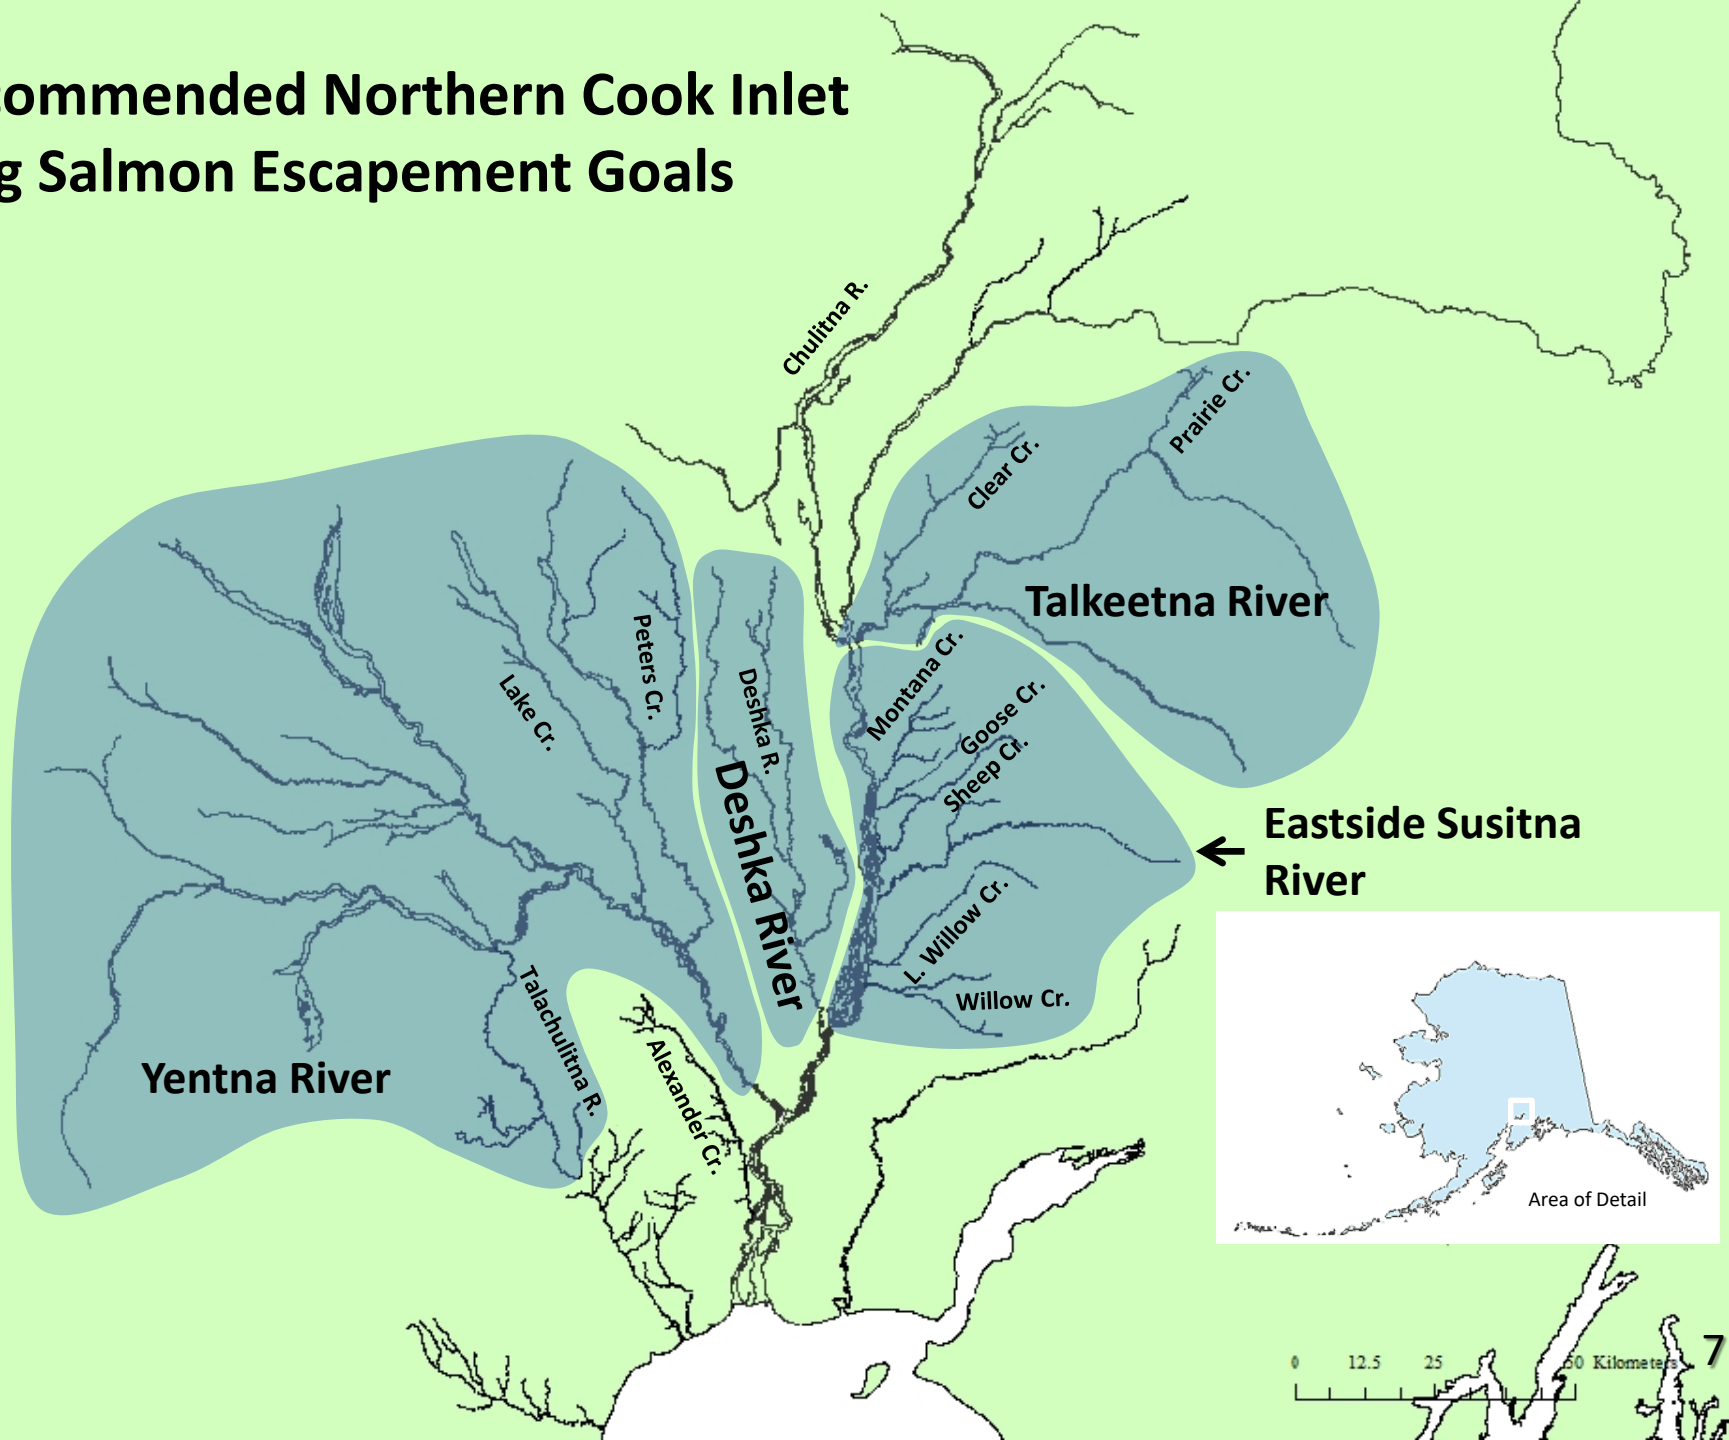 commended Northern Cook Inlet
g Salmon Escapement Goals
Chulitna R.
Prairie Cr.
Clear Cr.
Talkeetna River
Peters Cr.
Lake Cr.
Deshka R.
Deshka River
Montana Cr.
Goose Cr.
Sheep Cr.
Eastside Susitna
River
L. Willow Cr.
Willow Cr.
Talachulitna R.
Alexander Cr.
Yentna River
Area of Detail
0 12.5 25 50 Kilometers
7